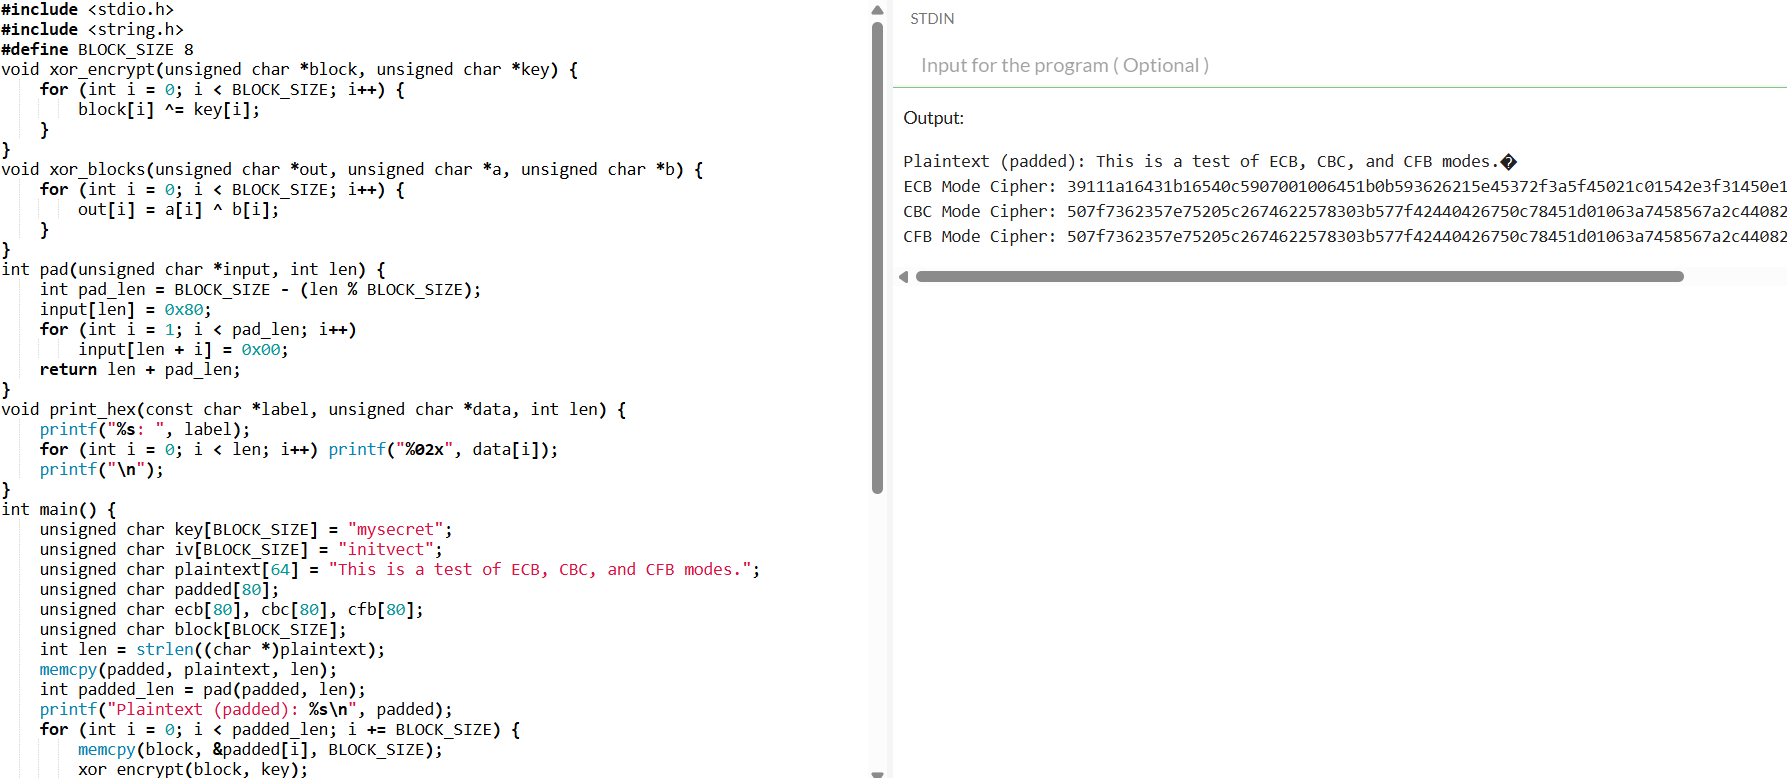 #include <stdio.h>
#include <string.h>
#define BLOCK_SIZE 8
void xor_encrypt(unsigned char *block, unsigned char *key) {
    for (int i = 0; i < BLOCK_SIZE; i++) {
        block[i] ^= key[i];
    }
}
void xor_blocks(unsigned char *out, unsigned char *a, unsigned char *b) {
    for (int i = 0; i < BLOCK_SIZE; i++) {
        out[i] = a[i] ^ b[i];
    }
}
int pad(unsigned char *input, int len) {
    int pad_len = BLOCK_SIZE - (len % BLOCK_SIZE);
    input[len] = 0x80;
    for (int i = 1; i < pad_len; i++)
        input[len + i] = 0x00;
    return len + pad_len;
}
void print_hex(const char *label, unsigned char *data, int len) {
    printf("%s: ", label);
    for (int i = 0; i < len; i++) printf("%02x", data[i]);
    printf("\n");
}
int main() {
    unsigned char key[BLOCK_SIZE] = "mysecret";
    unsigned char iv[BLOCK_SIZE] = "initvect";
    unsigned char plaintext[64] = "This is a test of ECB, CBC, and CFB modes.";
    unsigned char padded[80];
    unsigned char ecb[80], cbc[80], cfb[80];
    unsigned char block[BLOCK_SIZE];
    int len = strlen((char *)plaintext);
    memcpy(padded, plaintext, len);
    int padded_len = pad(padded, len);
    printf("Plaintext (padded): %s\n", padded);
    for (int i = 0; i < padded_len; i += BLOCK_SIZE) {
        memcpy(block, &padded[i], BLOCK_SIZE);
        xor_encrypt(block, key);
STDIN
Input for the program ( Optional )
Output:
Plaintext (padded): This is a test of ECB, CBC, and CFB modes.�
ECB Mode Cipher: 39111a16431b16540c5907001006451b0b593626215e45372f3a5f45021c01542e3f31450e1
CBC Mode Cipher: 507f7362357e75205c2674622578303b577f42440426750c78451d01063a7458567a2c44082
CFB Mode Cipher: 507f7362357e75205c2674622578303b577f42440426750c78451d01063a7458567a2c44082